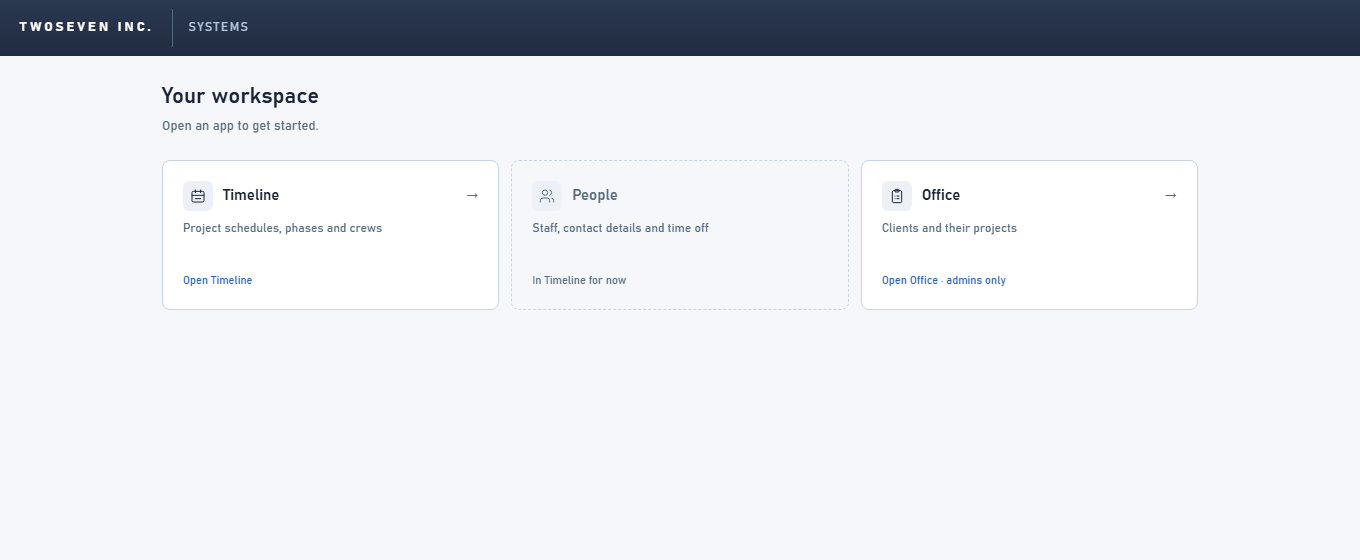 TWOSEVEN INC.
SYSTEMS
Your workspace
Open an app to get started.
Timeline →
Project schedules, phases and crews
Open Timeline
People
Staff, contact details and time off
In Timeline for now
Office →
Clients and their projects
Open Office · admins only